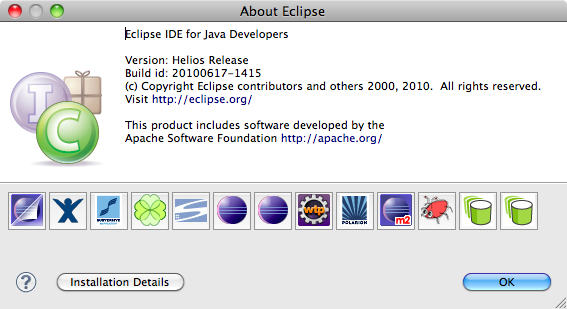 About Eclipse
Eclipse IDE for Java Developers
Version: Helios Release
Build id: 20100617-1415
(c) Copyright Eclipse contributors and others 2000, 2010.  All rights reserved.
Visit http://eclipse.org/
This product includes software developed by the
Apache Software Foundation http://apache.org/
I
C
SUBVERSIVE
wtp
POLARION
m2
?
Installation Details
OK